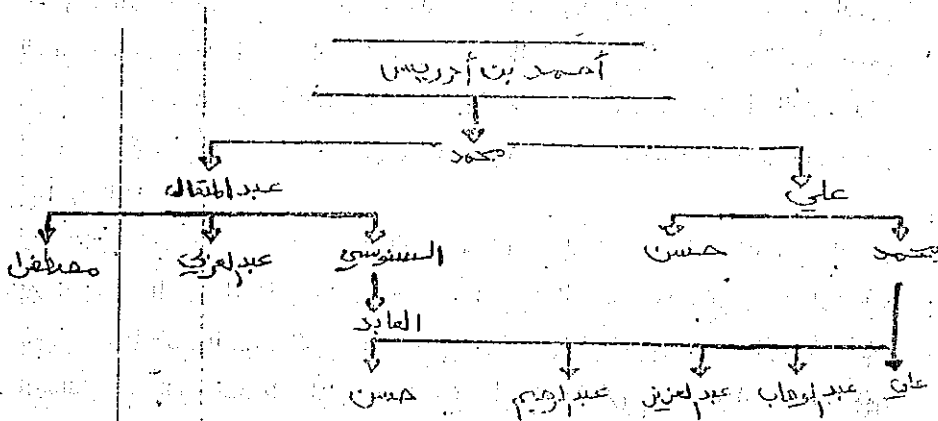 أحمد بن أدريس
محمد
علي عبد المتعال
محمد حسن السنوسي عبد العربي مصطفى
العابد
علي عبد الوهاب عبد العزيز عبد الرحيم حسن